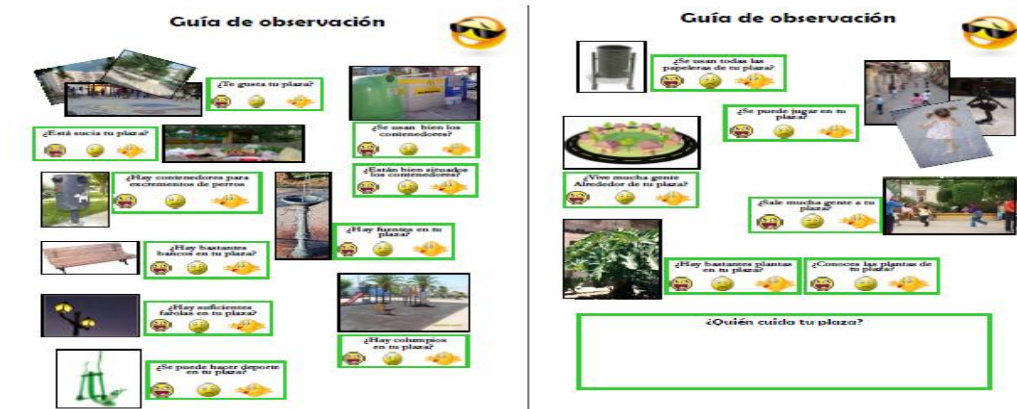 Guía de observación
¿Te gusta tu plaza?
¿Está sucia tu plaza?
¿Se usan bien los
contenedores?
¿Están bien situados
los contenedores?
¿Hay contenedores para
excrementos de perros
¿Hay fuentes en tu
plaza?
¿Hay bastantes
bancos en tu plaza?
¿Hay suficientes
farolas en tu plaza?
¿Hay columpios
en tu plaza?
¿Se puede hacer deporte
en tu plaza?
Guía de observación
¿Se usan todas las
papeleras de tu plaza?
¿Se puede jugar en tu
plaza?
¿Vive mucha gente
Alrededor de tu plaza?
¿Sale mucha gente a tu
plaza?
¿Hay bastantes plantas
en tu plaza?
¿Conoces las plantas de
tu plaza?
¿Quién cuida tu plaza?